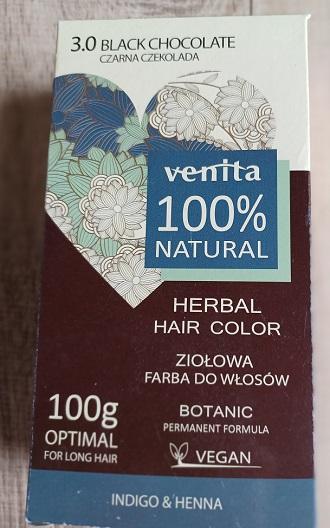 3.0 BLACK CHOCOLATE
CZARNA CZEKOLADA
venita
100%
NATURAL
HERBAL
HAIR COLOR
ZIOŁOWA
FARBA DO WŁOSÓW
100g
OPTIMAL
FOR LONG HAIR
BOTANIC
PERMANENT FORMULA
VEGAN
INDIGO & HENNA